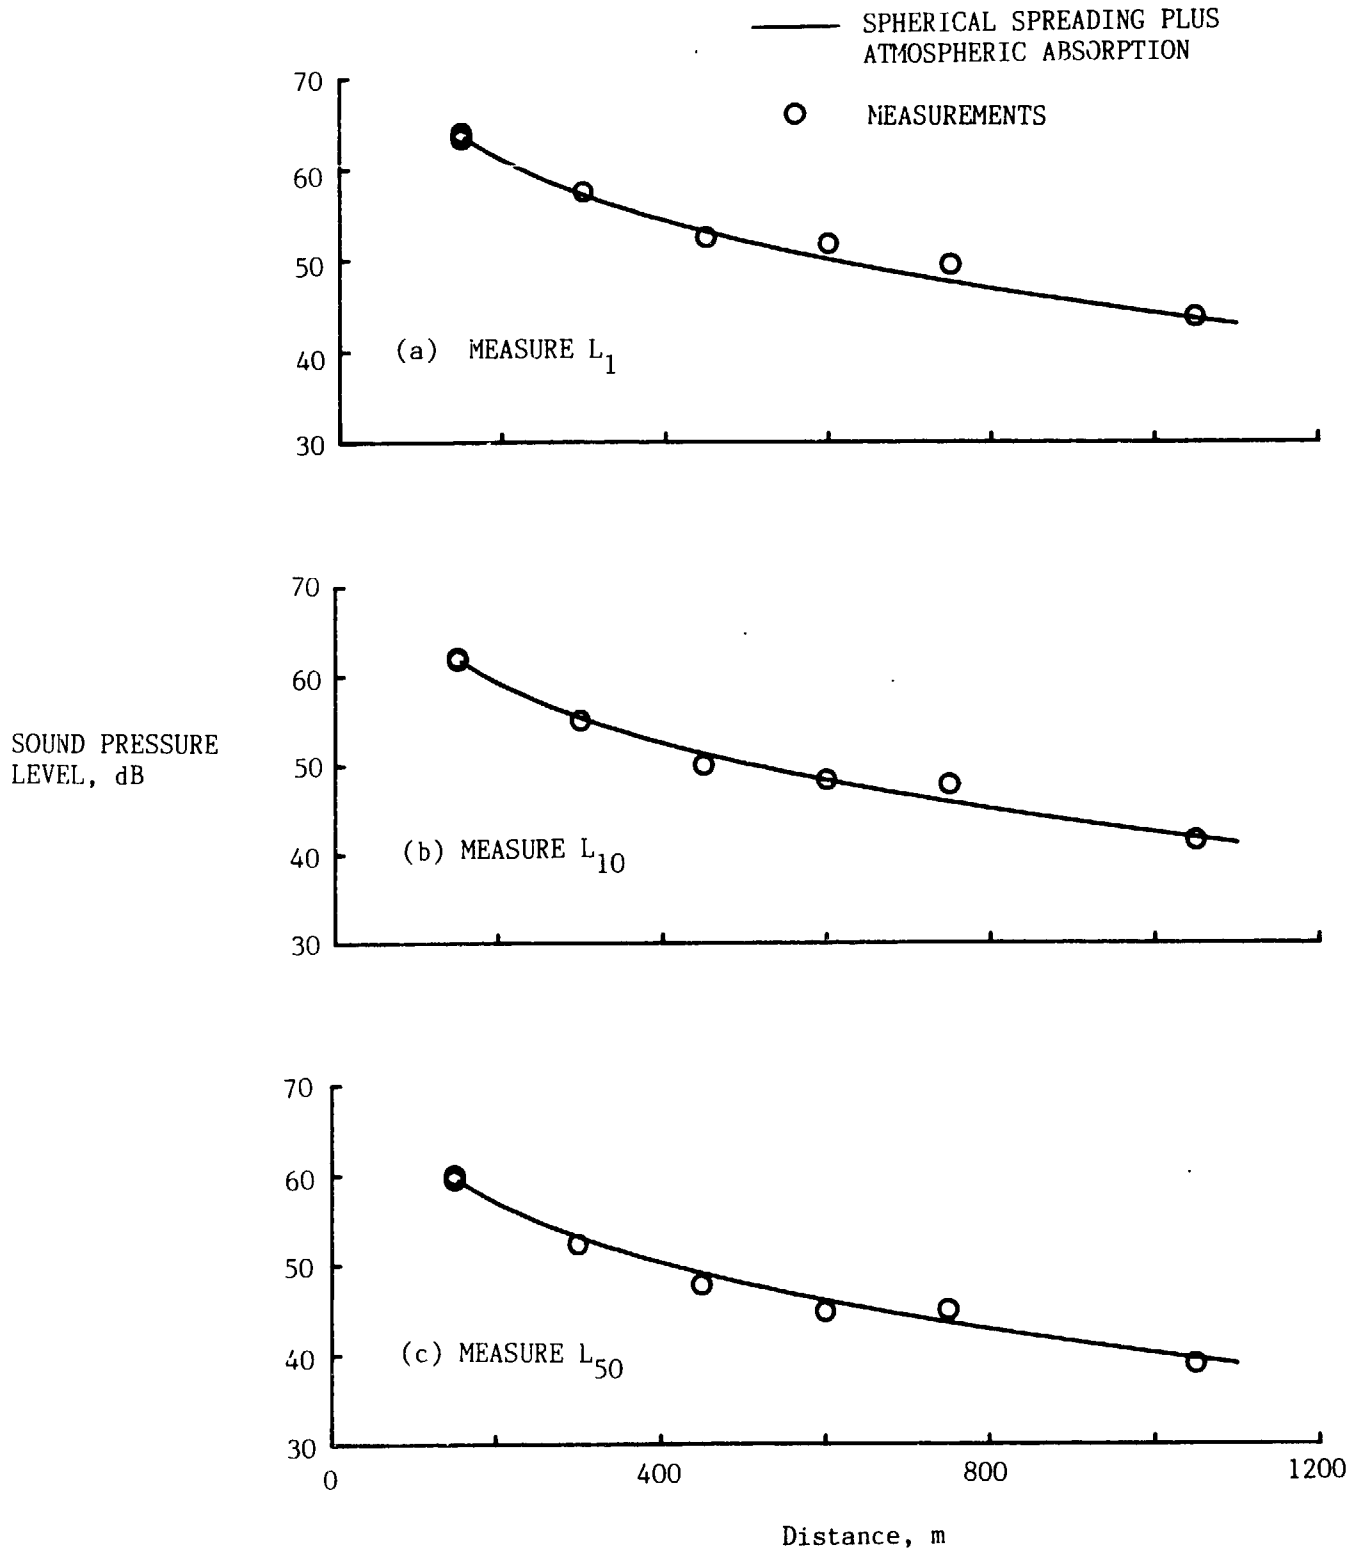 SPHERICAL SPREADING PLUS
ATMOSPHERIC ABSORPTION
MEASUREMENTS
70
60
50
40
30
(a) MEASURE L1
70
60
50
40
30
(b) MEASURE L10
SOUND PRESSURE
LEVEL, dB
70
60
50
40
30
(c) MEASURE L50
0
400
800
1200
Distance, m